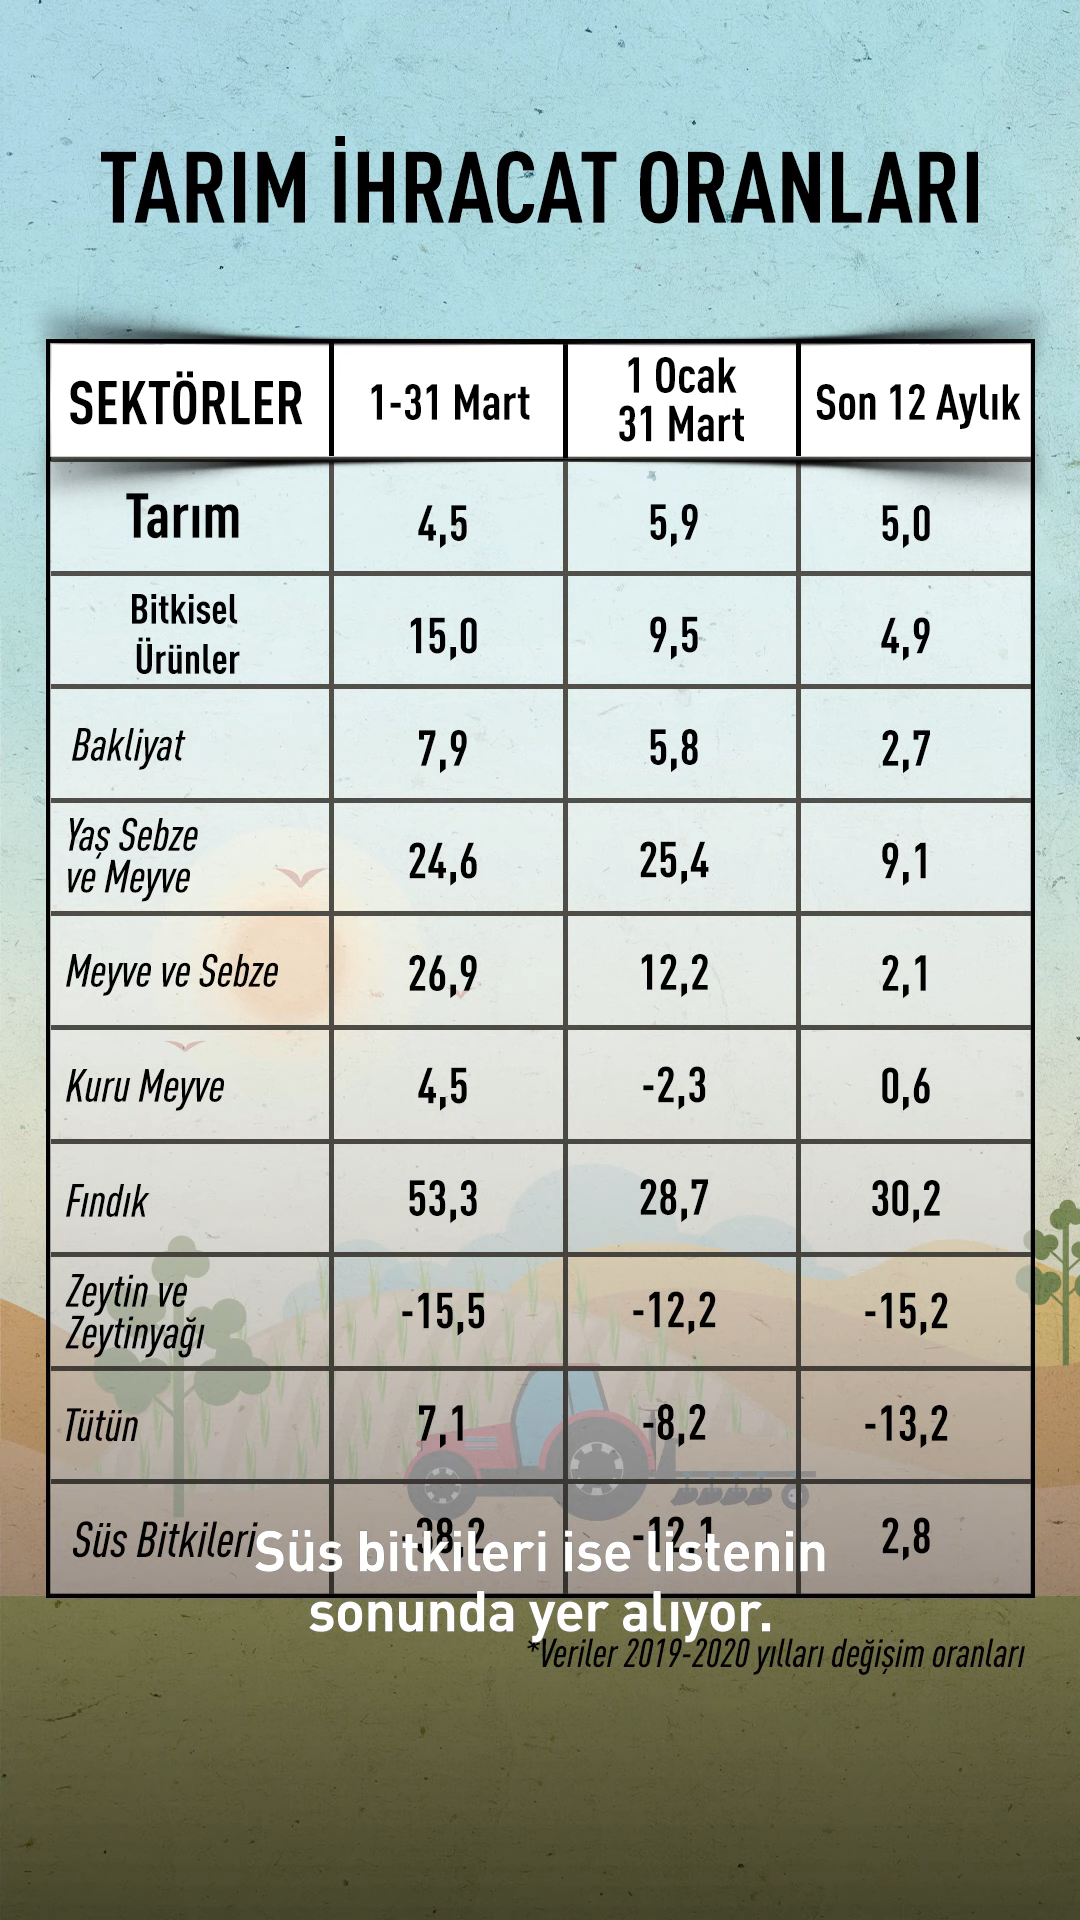 TARIM İHRACAT ORANLARI
SEKTÖRLER 1-31 Mart 1 Ocak 31 Mart Son 12 Aylık
Tarım 4,5 5,9 5,0
Bitkisel Ürünler 15,0 9,5 4,9
Bakliyat 7,9 5,8 2,7
Yaş Sebze ve Meyve 24,6 25,4 9,1
Meyve ve Sebze 26,9 12,2 2,1
Kuru Meyve 4,5 -2,3 0,6
Fındık 53,3 28,7 30,2
Zeytin ve Zeytinyağı -15,5 -12,2 -15,2
Tütün 7,1 -8,2 -13,2
Süs Bitkileri -12,1 2,8
Süs bitkileri ise listenin
sonunda yer alıyor.
*Veriler 2019-2020 yılları değişim oranları